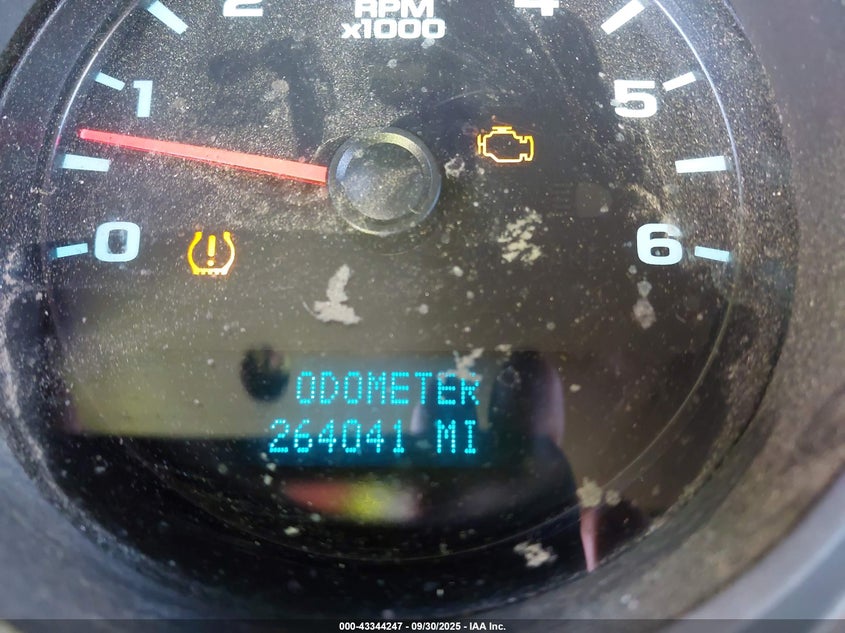 2 RPM 4
x1000
1 5
0 6
ODOMETER
264041 MI
000-43344247 - 09/30/2025 - IAA Inc.